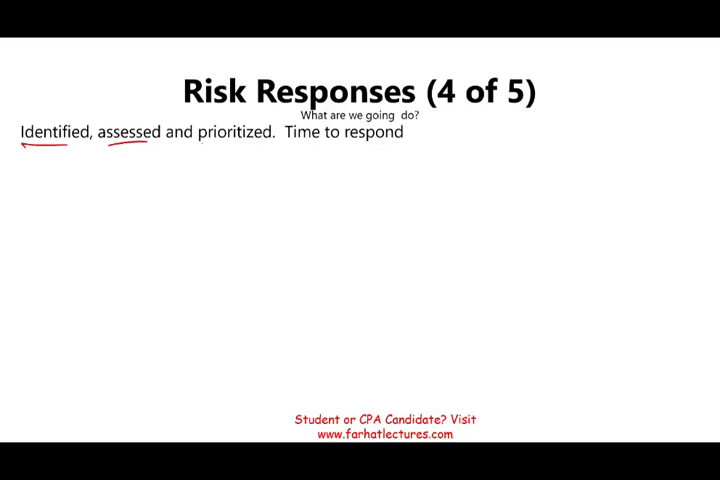 Risk Responses (4 of 5)
What are we going  do?
Identified, assessed and prioritized.  Time to respond
Student or CPA Candidate? Visit
www.farhatlectures.com